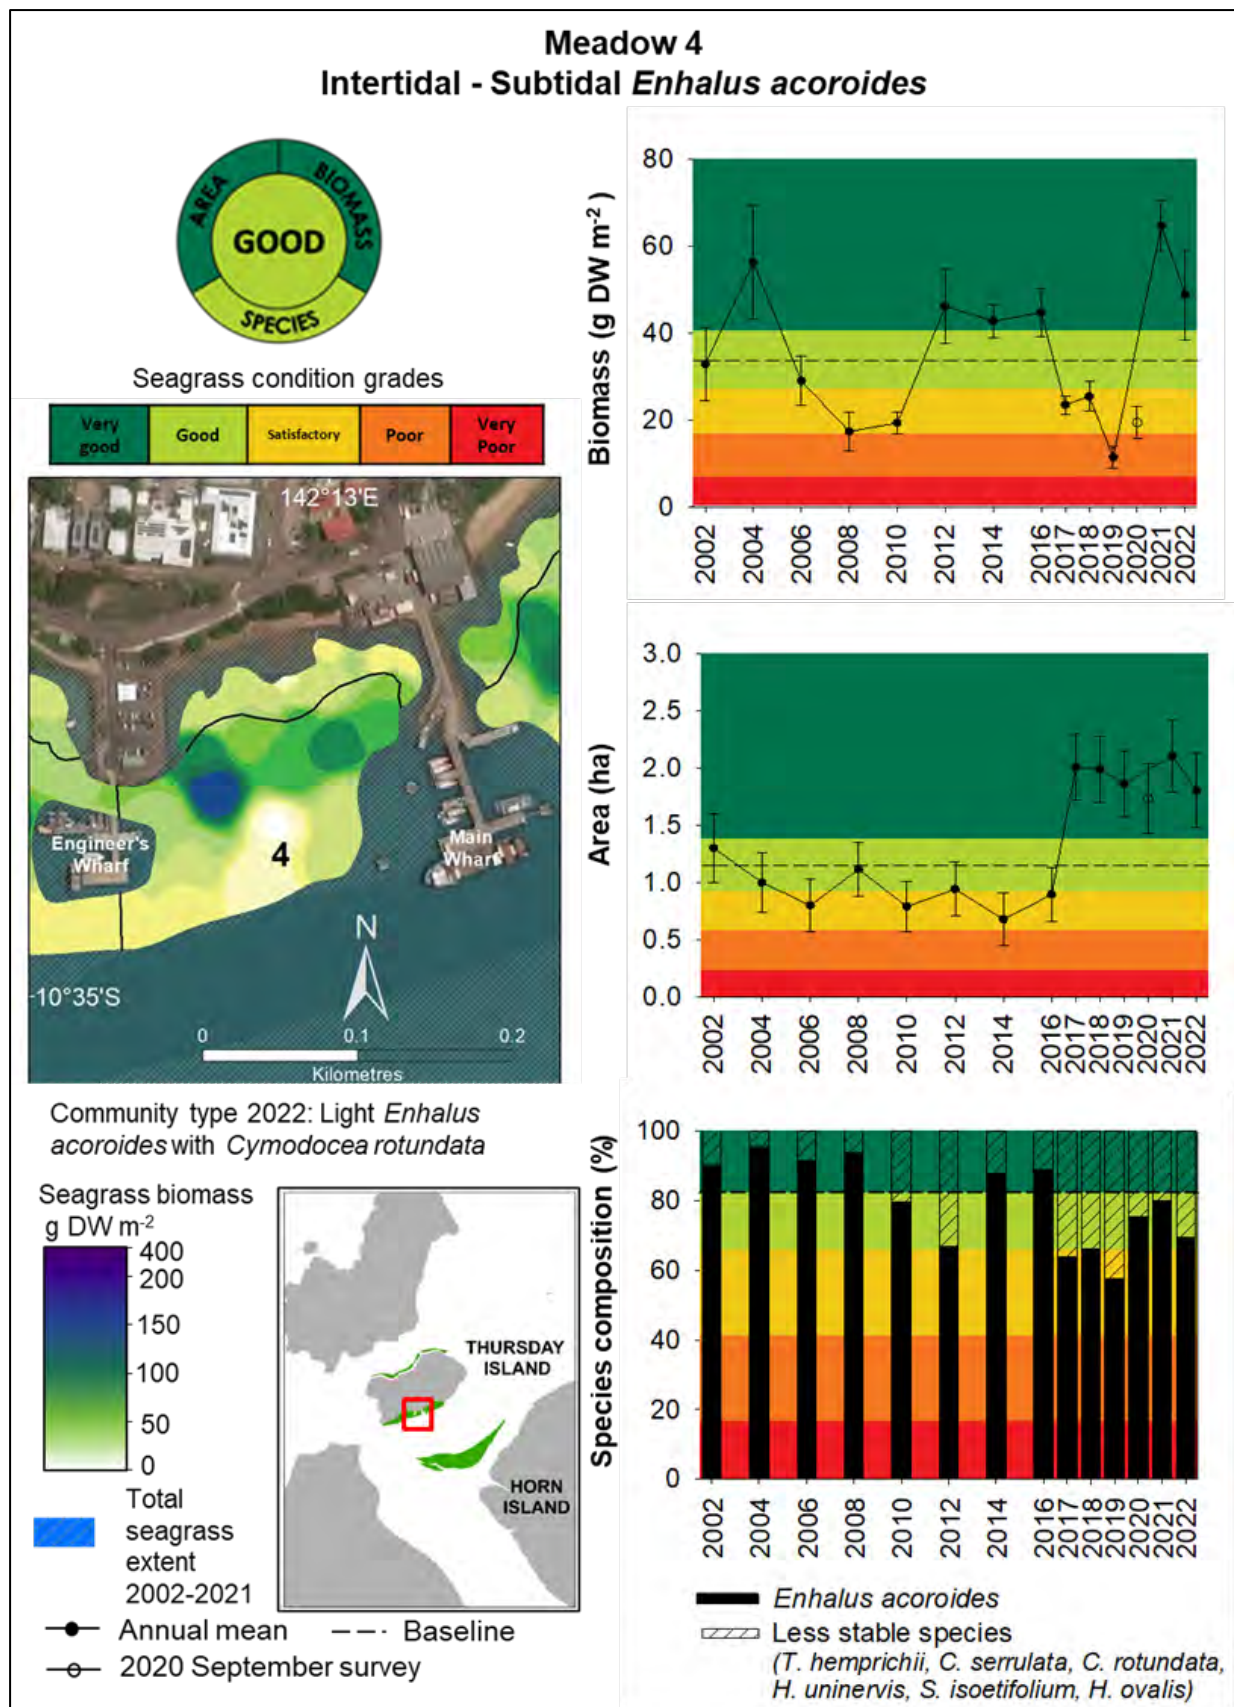 Meadow 4
Intertidal - Subtidal Enhalus acoroides
AREA
BIOMASS
GOOD
SPECIES
Seagrass condition grades
Very good
Good
Satisfactory
Poor
Very Poor
142°13'E
Engineer's
Wharf
4
Main
Wharf
N
10°35'S
0
0.1
0.2
Kilometres
Community type 2022: Light Enhalus
acoroides with Cymodocea rotundata
Seagrass biomass
g DW m-2
400
200
150
100
50
0
Total
seagrass
extent
2002-2021
THURSDAY
ISLAND
HORN
ISLAND
Annual mean
Baseline
2020 September survey
Biomass (g DW m-2 )
80
60
40
20
0
2002
2004
2006
2008
2010
2012
2014
2016
2017
2018
2019
2020
2021
2022
Area (ha)
3.0
2.5
2.0
1.5
1.0
0.5
0.0
2002
2004
2006
2008
2010
2012
2014
2016
2017
2018
2019
2020
2021
2022
Species composition (%)
100
80
60
40
20
0
2002
2004
2006
2008
2010
2012
2014
2016
2017
2018
2019
2020
2021
2022
Enhalus acoroides
Less stable species
(T. hemprichii, C. serrulata, C. rotundata,
H. uninervis, S. isoetifolium, H. ovalis)